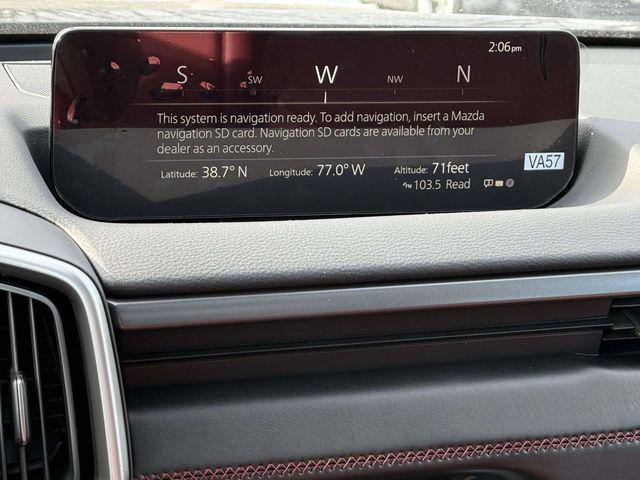 2:06pm
S SW W NW N
This system is navigation ready. To add navigation, insert a Mazda
navigation SD card. Navigation SD cards are available from your
dealer as an accessory.
Latitude: 38.7° N Longitude: 77.0° W Altitude: 71feet
FM 103.5 Read
VA57